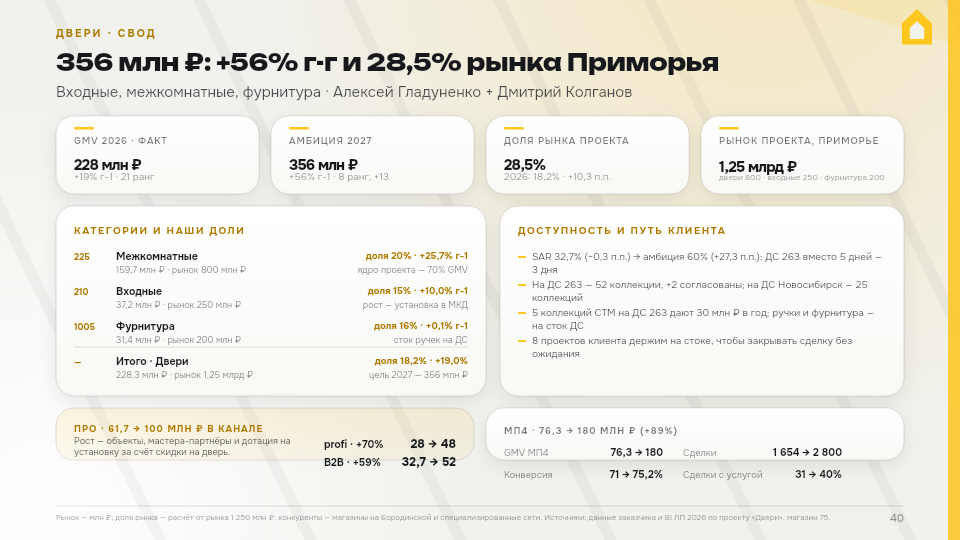 ДВЕРИ · СВОД
356 млн ₽: +56% г-г и 28,5% рынка Приморья
Входные, межкомнатные, фурнитура · Алексей Гладуненко + Дмитрий Колганов
GMV 2026 · ФАКТ
228 млн ₽
+19% г–1 · 21 ранг
АМБИЦИЯ 2027
356 млн ₽
+56% г–1 · 8 ранг, +13
ДОЛЯ РЫНКА ПРОЕКТА
28,5%
2026: 18,2% · +10,3 п.п.
РЫНОК ПРОЕКТА, ПРИМОРЬЕ
1,25 млрд ₽
двери 800 · входные 250 · фурнитура 200
КАТЕГОРИИ И НАШИ ДОЛИ
225 Межкомнатные доля 20% · +25,7% г–1
159,7 млн ₽ · рынок 800 млн ₽ ядро проекта — 70% GMV
210 Входные доля 15% · +10,0% г–1
37,2 млн ₽ · рынок 250 млн ₽ рост — установка в МКД
1005 Фурнитура доля 16% · +0,1% г–1
31,4 млн ₽ · рынок 200 млн ₽ сток ручек на ДС
— Итого · Двери доля 18,2% · +19,0%
228,3 млн ₽ · рынок 1,25 млрд ₽ цель 2027 — 356 млн ₽
ДОСТУПНОСТЬ И ПУТЬ КЛИЕНТА
SAR 32,7% (−0,3 п.п.) → амбиция 60% (+27,3 п.п.); ДС 263 вместо 5 дней —
3 дня
На ДС 263 — 52 коллекции, +2 согласованы; на ДС Новосибирск — 25
коллекций
5 коллекций СТМ на ДС 263 дают 30 млн ₽ в год; ручки и фурнитура —
на сток ДС
8 проектов клиента держим на стоке, чтобы закрывать сделку без
ожидания
ПРО · 61,7 → 100 МЛН ₽ В КАНАЛЕ
Рост — объекты, мастера-партнёры и дотация на
установку за счёт скидки на дверь.
profi · +70% 28 → 48
B2B · +59% 32,7 → 52
МП4 · 76,3 → 180 МЛН ₽ (+89%)
GMV МП4 76,3 → 180 Сделки 1 654 → 2 800
Конверсия 71 → 75,2% Сделки с услугой 31 → 40%
Рынок — млн ₽; доля рынка — расчёт от рынка 1 250 млн ₽; конкуренты — магазины на Бородинской и специализированные сети. Источники: данные заказчика и BI ЛП 2026 по проекту «Двери», магазин 75.
40